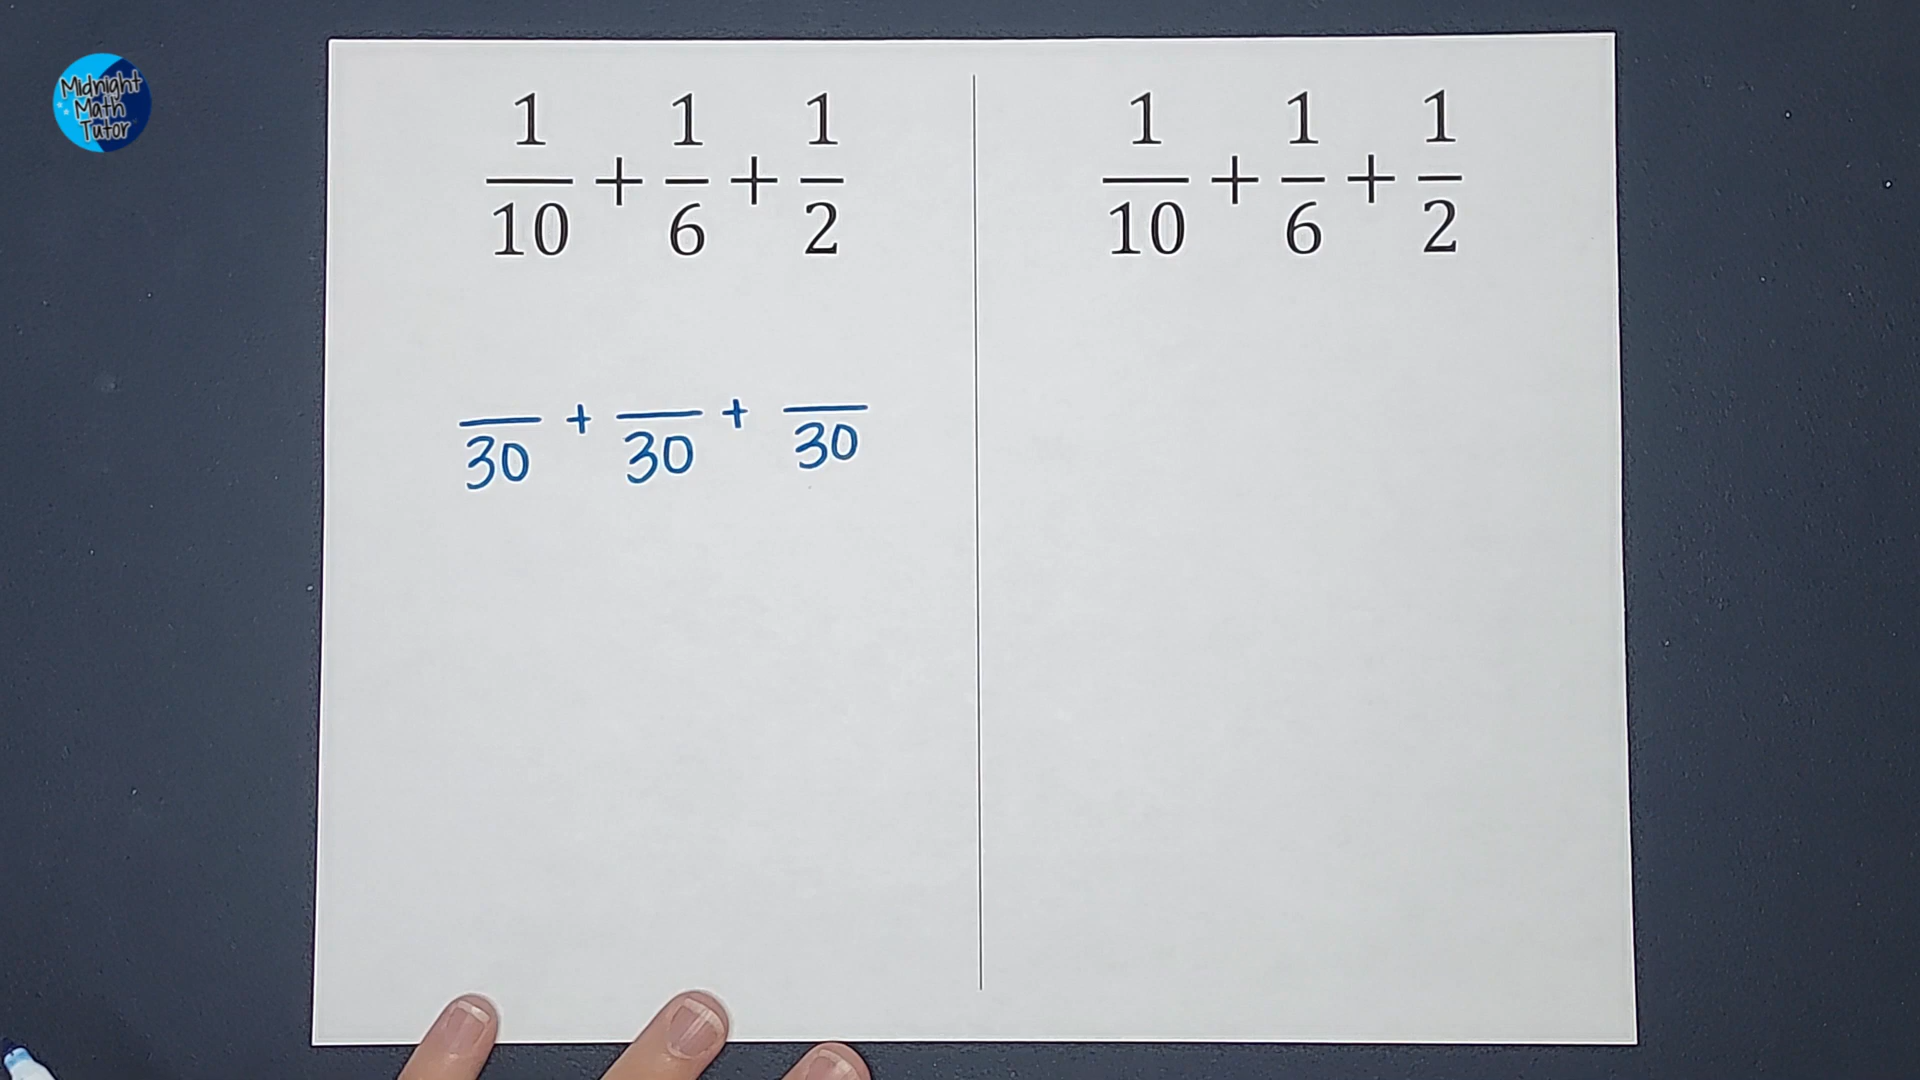 Midnight
Math
Tutor
1/10 + 1/6 + 1/2
/30 + /30 + /30
1/10 + 1/6 + 1/2